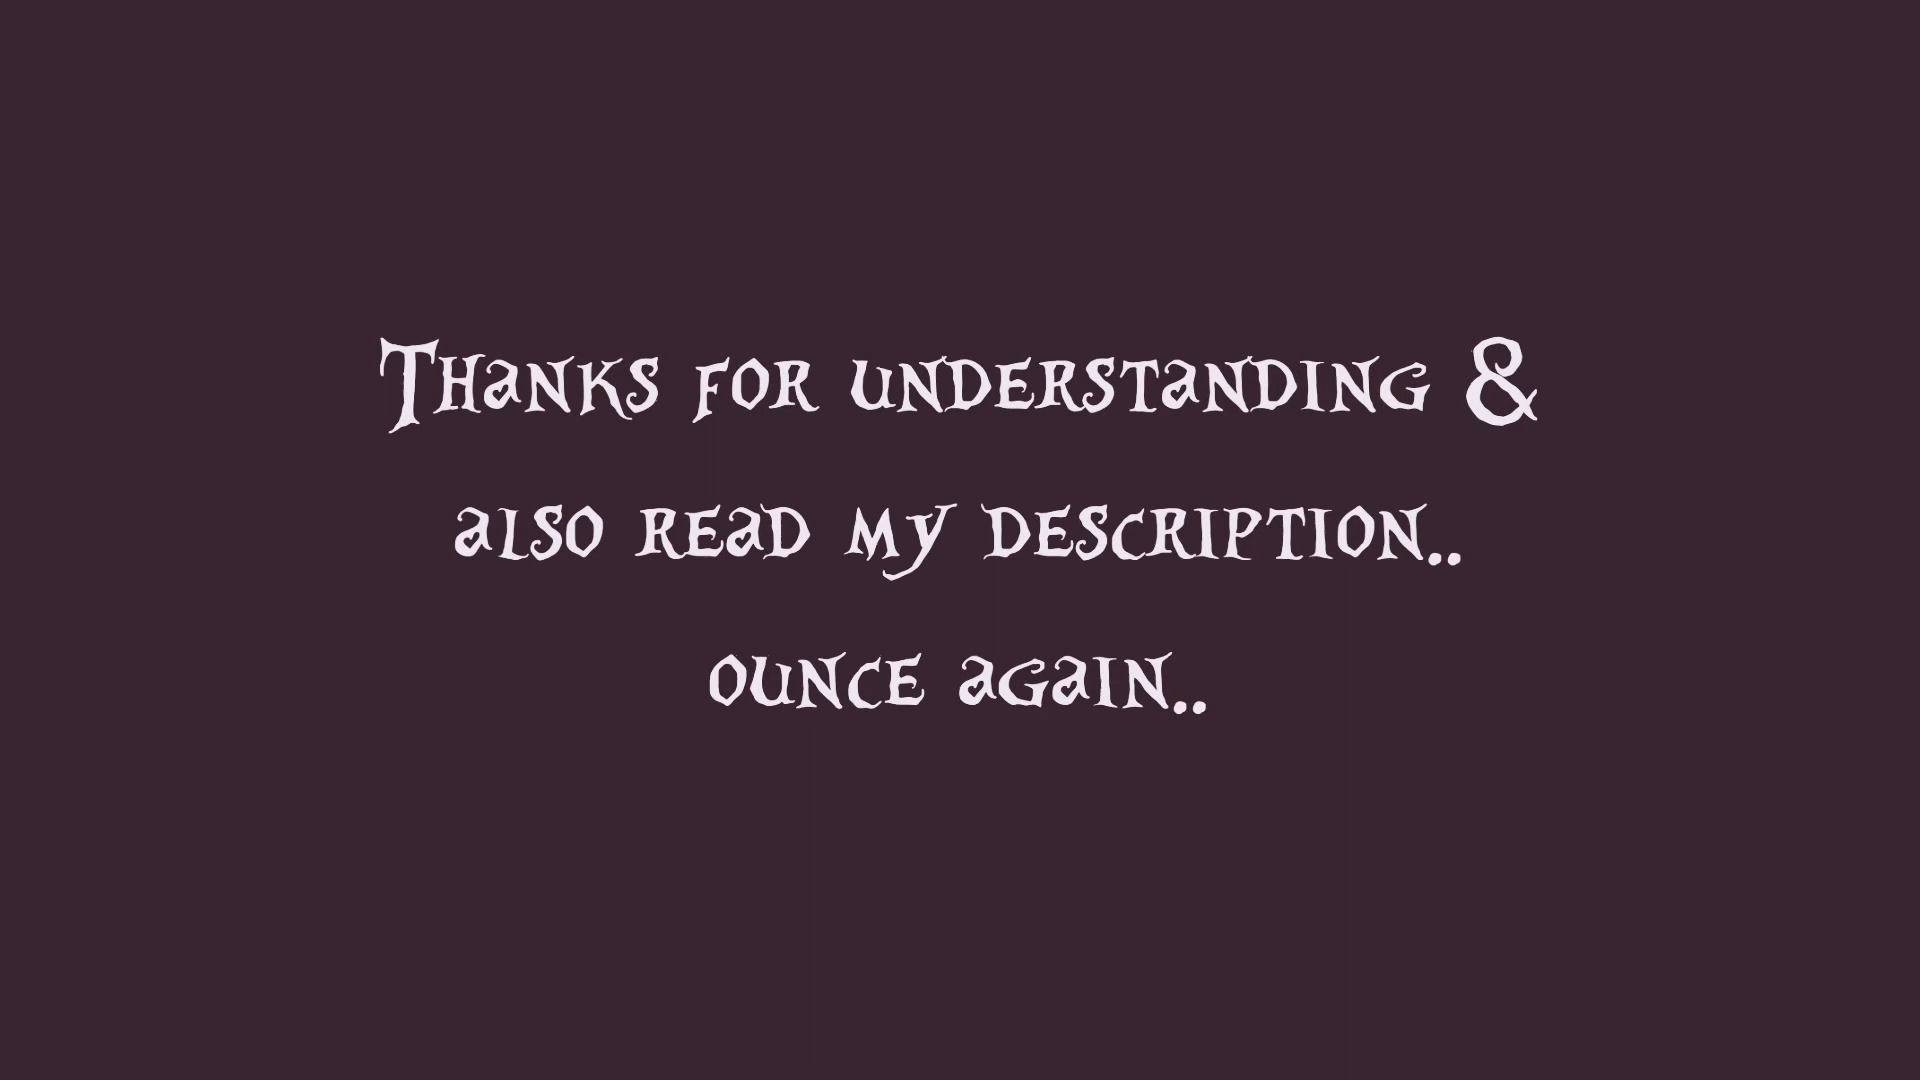 Thanks for understanding &
also read my description..
ounce again..